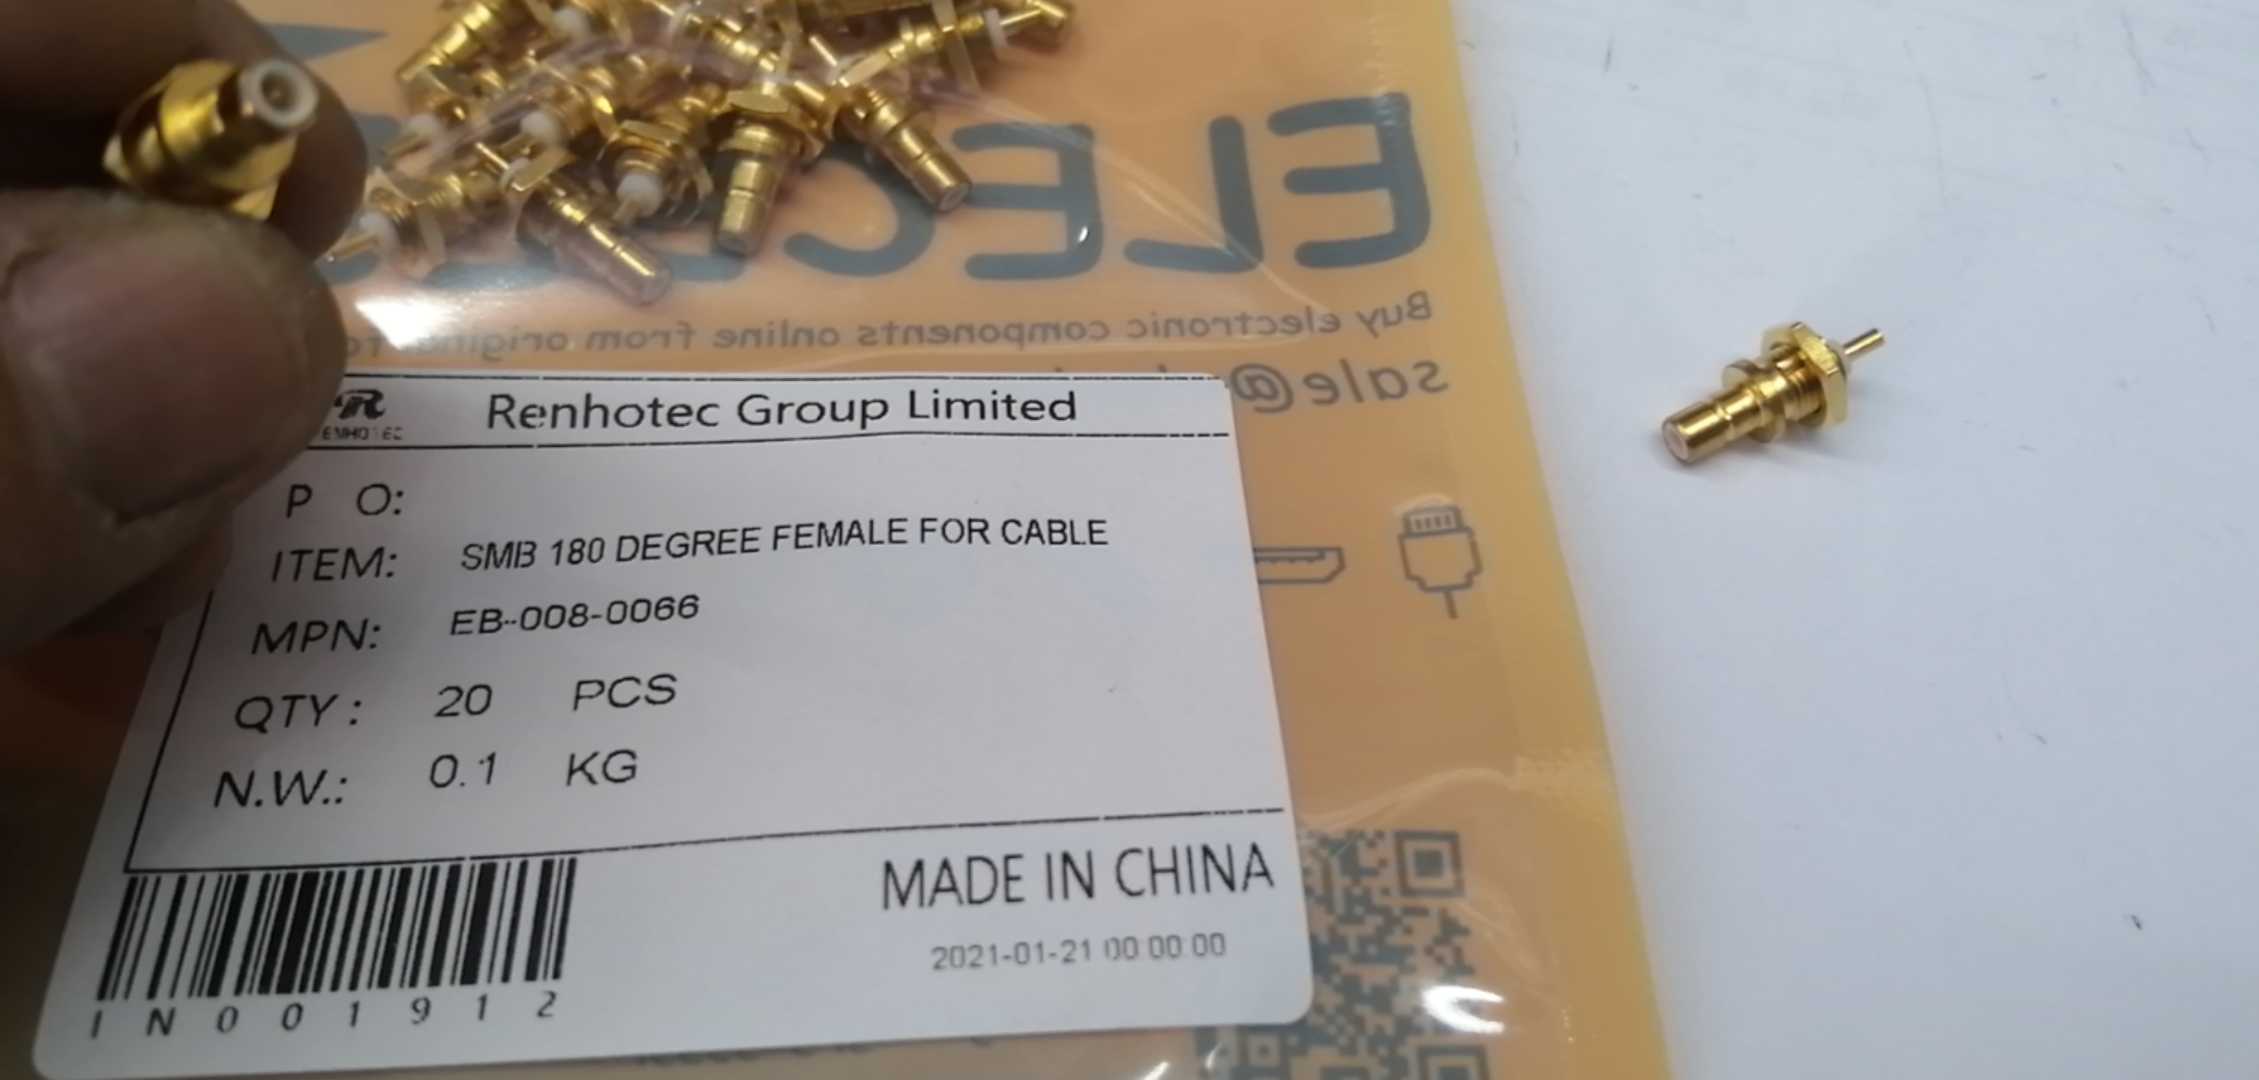 ELEC
Buy electronic components online from origin
sale@
Renhotec Group Limited
P O:
ITEM: SMB 180 DEGREE FEMALE FOR CABLE
MPN: EB-008-0066
QTY: 20 PCS
N.W.: 0.1 KG
MADE IN CHINA
2021-01-21 00:00:00
IN001912